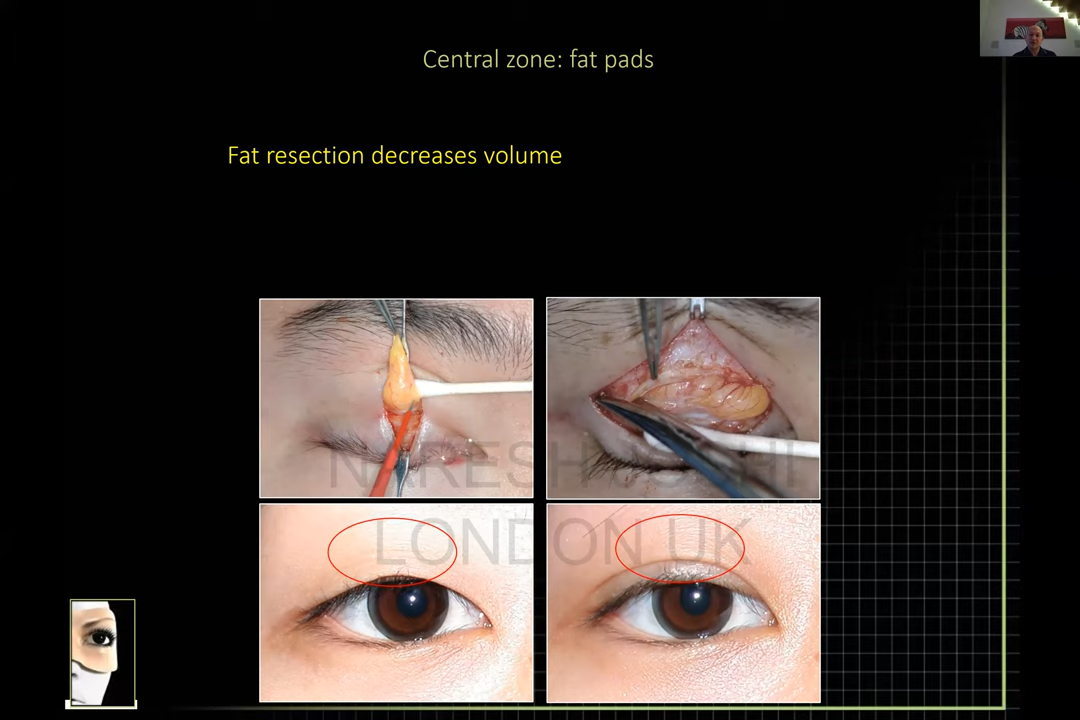 Central zone: fat pads
Fat resection decreases volume
NARESH JOSHI
LONDON UK